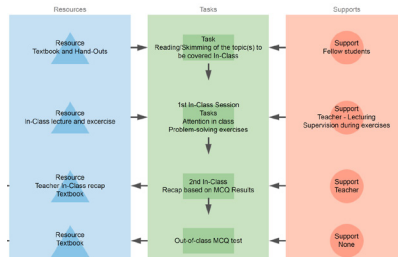 Resources
Tasks
Supports
Resource
Textbook and Hand-Outs
Task
Reading/Skimming of the topic(s) to
be covered In-Class
Support
Fellow students
Resource
In-Class lecture and excercise
1st In-Class Session
Tasks
Attention in class
Problem-solving exercises
Support
Teacher - Lecturing
Supervision during exercises
Resource
Teacher in-Class recap
Textbook
2nd In-Class
Recap based on MCQ Results
Support
Teacher
Resource
Textbook
Out-of-class MCQ test
Support
None